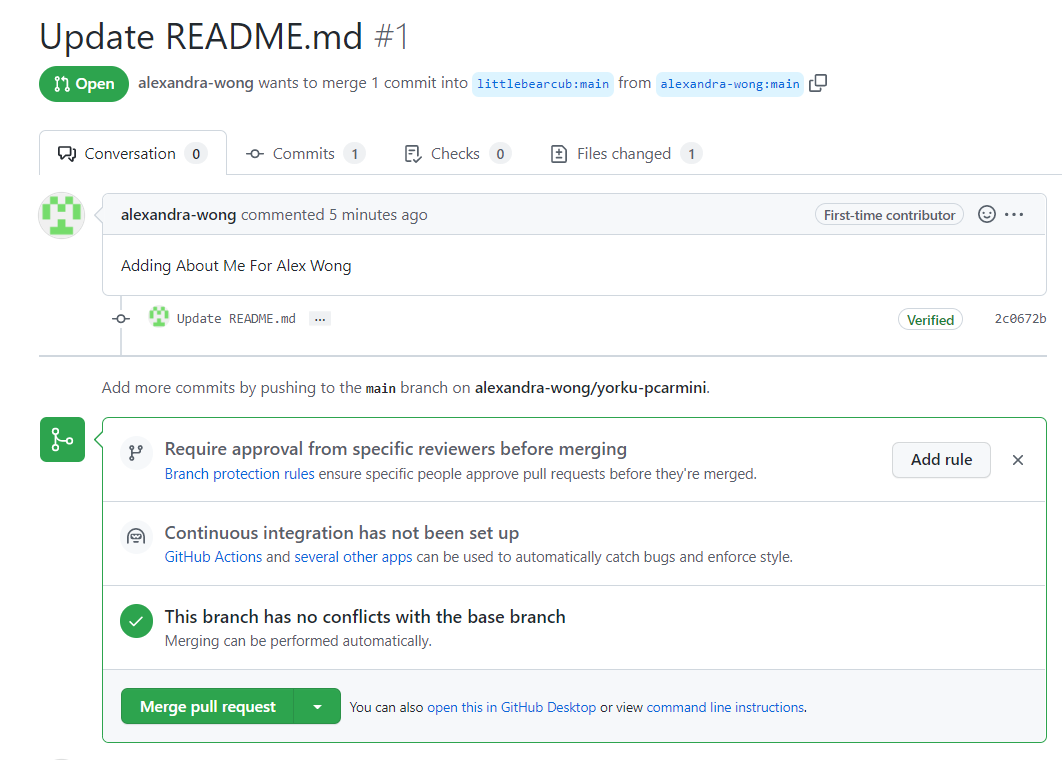 Update README.md #1
Open alexandra-wong wants to merge 1 commit into littlebearcub:main from alexandra-wong:main
Conversation 0 Commits 1 Checks 0 Files changed 1
alexandra-wong commented 5 minutes ago First-time contributor ...
Adding About Me For Alex Wong
Update README.md ... Verified 2c0672b
Add more commits by pushing to the main branch on alexandra-wong/yorku-pcarmini.
Require approval from specific reviewers before merging
Branch protection rules ensure specific people approve pull requests before they're merged.
Add rule
Continuous integration has not been set up
GitHub Actions and several other apps can be used to automatically catch bugs and enforce style.
This branch has no conflicts with the base branch
Merging can be performed automatically.
Merge pull request You can also open this in GitHub Desktop or view command line instructions.